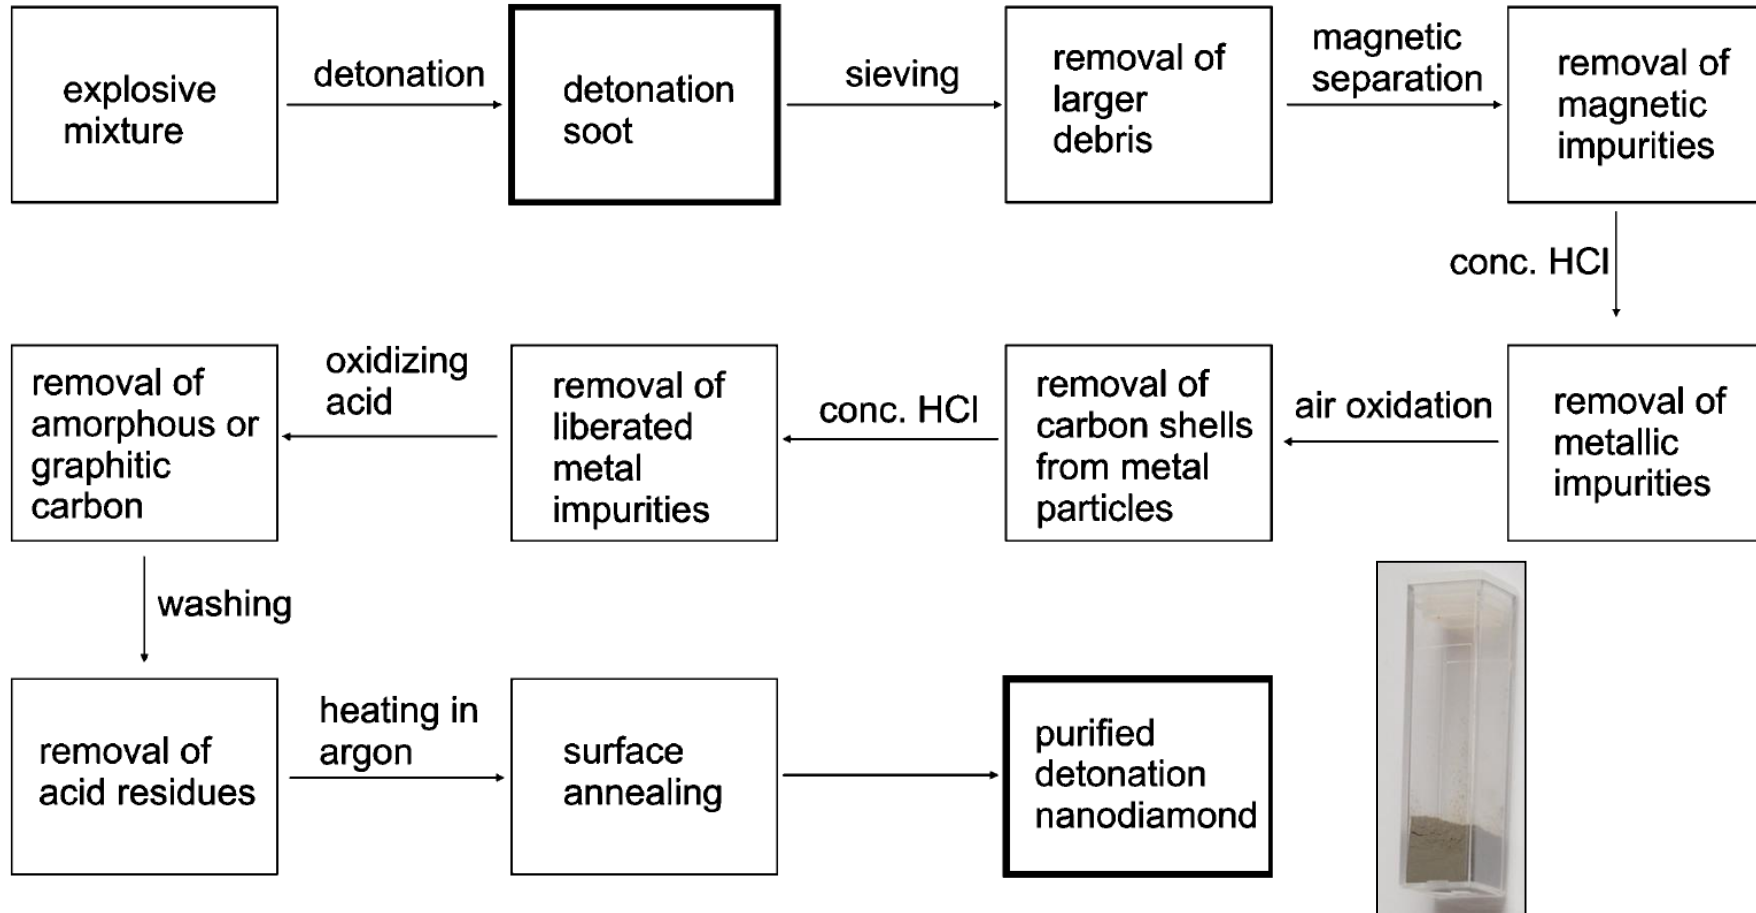 explosive
mixture
detonation
detonation
soot
sieving
removal of
larger
debris
magnetic
separation
removal of
magnetic
impurities
conc. HCl
removal of
metallic
impurities
air oxidation
removal of
carbon shells
from metal
particles
conc. HCl
removal of
liberated
metal
impurities
oxidizing
acid
removal of
amorphous or
graphitic
carbon
washing
removal of
acid residues
heating in
argon
surface
annealing
purified
detonation
nanodiamond